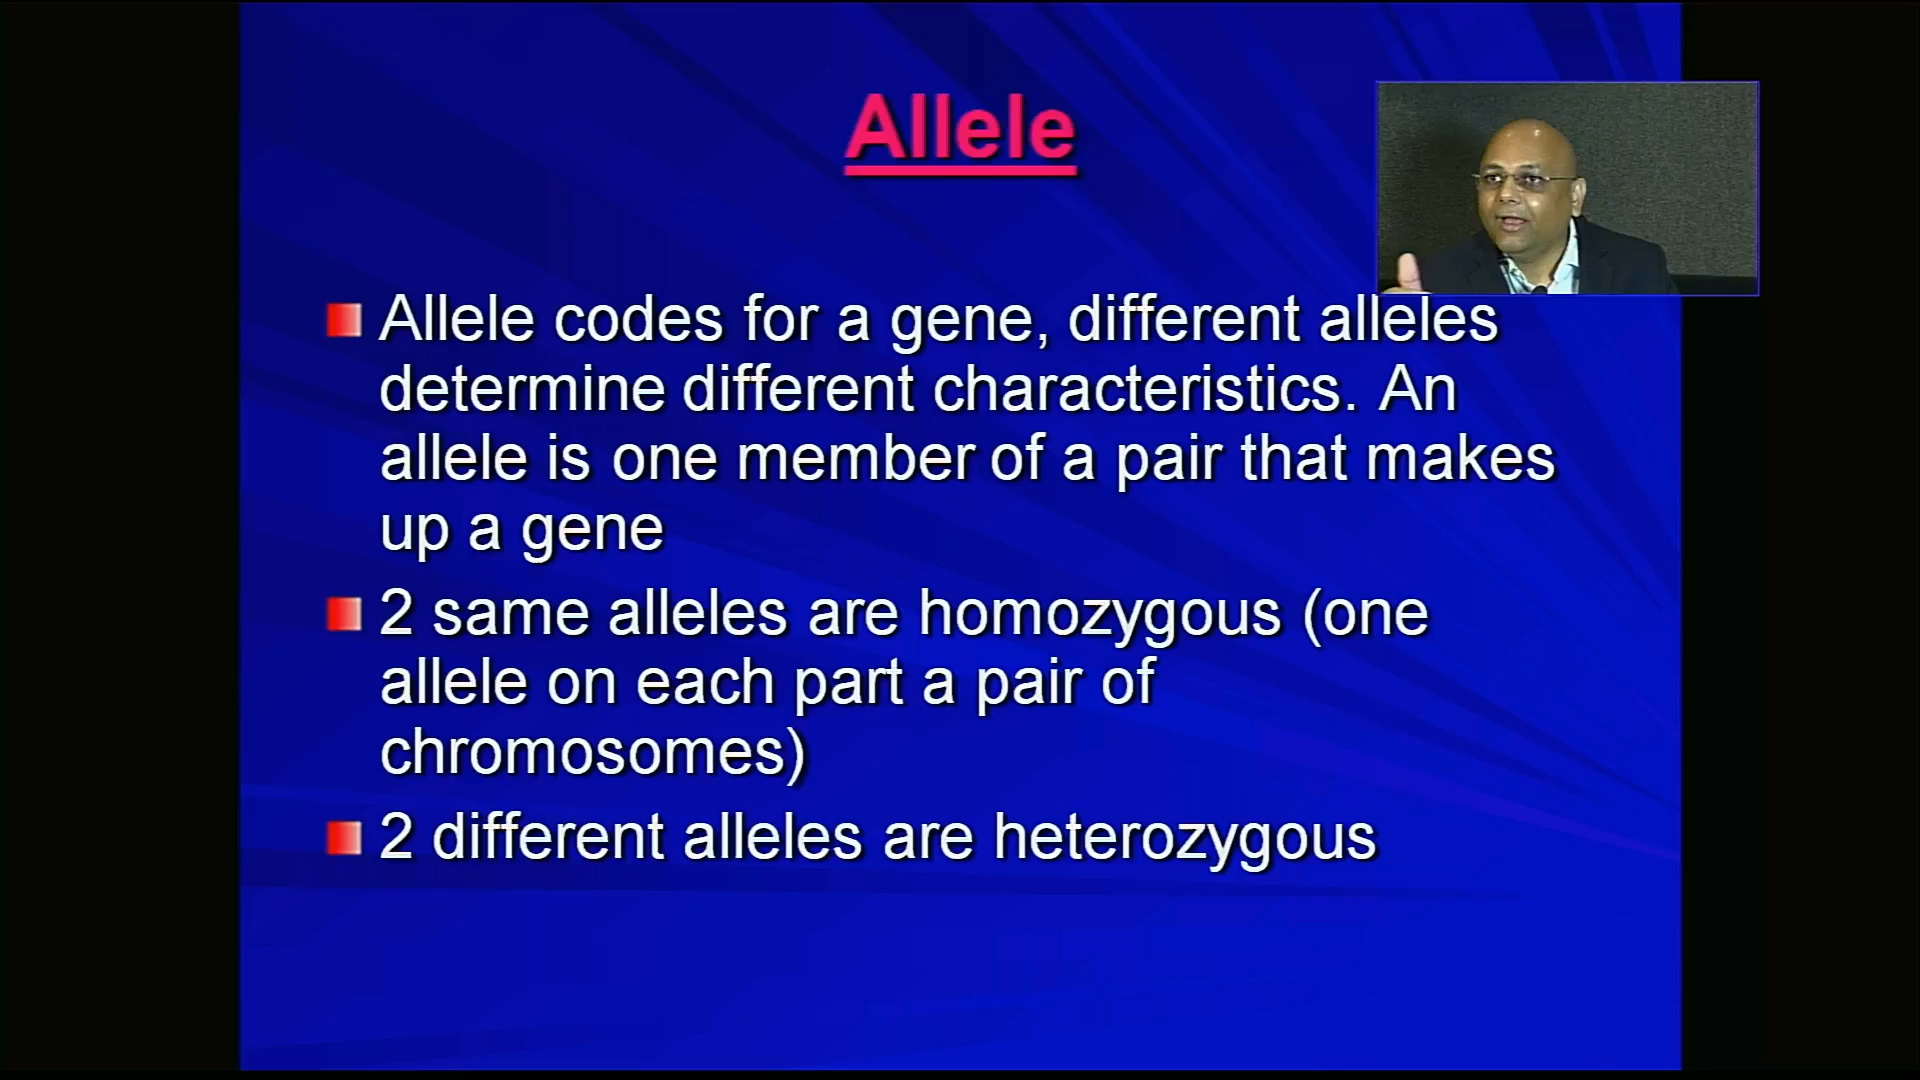 Allele
Allele codes for a gene, different alleles
determine different characteristics. An
allele is one member of a pair that makes
up a gene
2 same alleles are homozygous (one
allele on each part a pair of
chromosomes)
2 different alleles are heterozygous